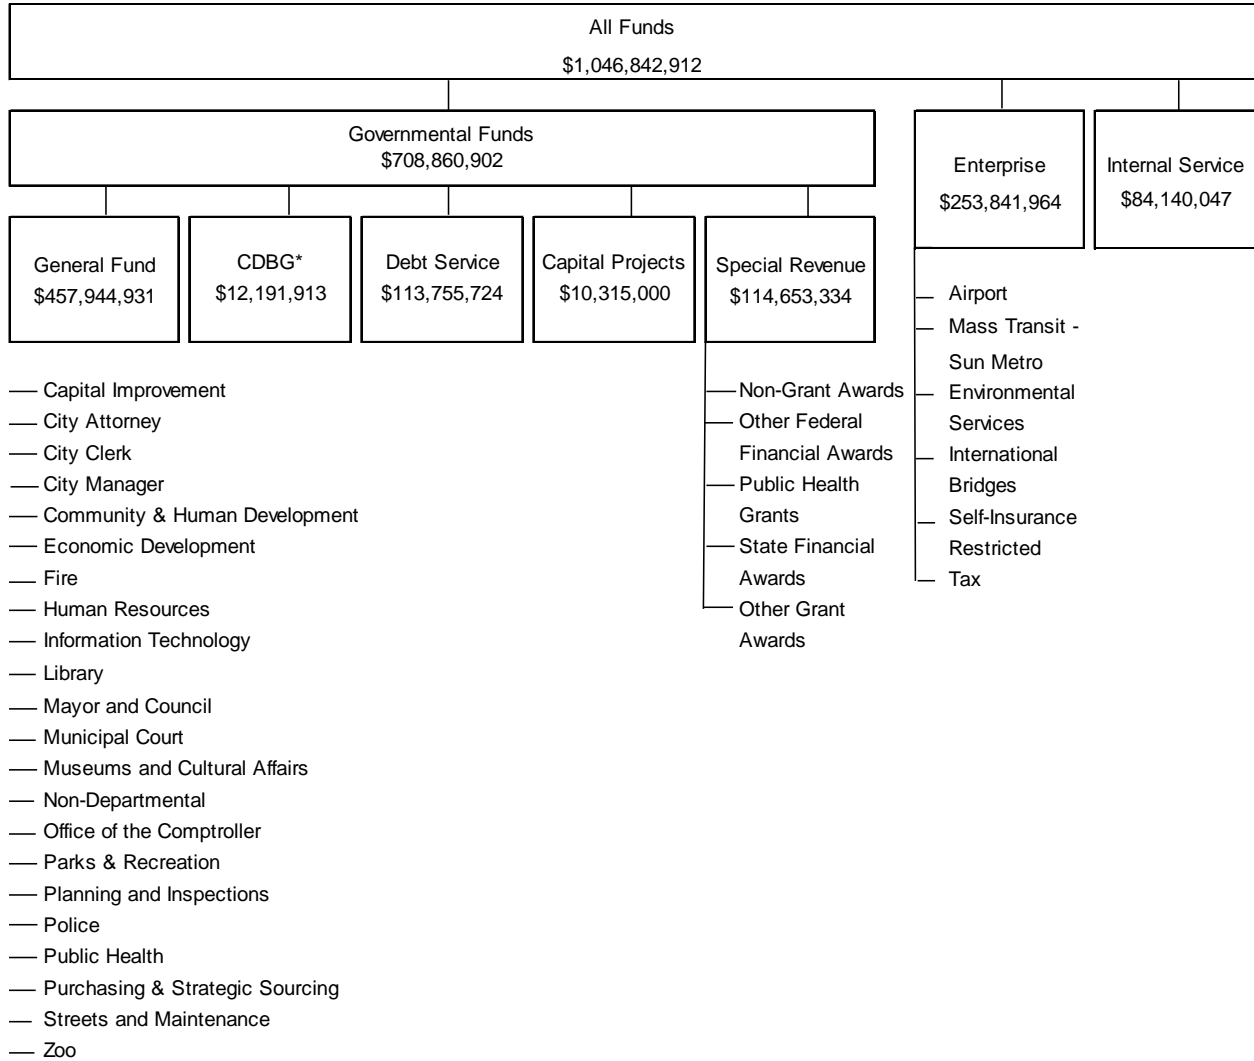 All Funds
$1,046,842,912
Governmental Funds
$708,860,902
Enterprise
$253,841,964
Internal Service
$84,140,047
General Fund
$457,944,931
CDBG*
$12,191,913
Debt Service
$113,755,724
Capital Projects
$10,315,000
Special Revenue
$114,653,334
Capital Improvement
City Attorney
City Clerk
City Manager
Community & Human Development
Economic Development
Fire
Human Resources
Information Technology
Library
Mayor and Council
Municipal Court
Museums and Cultural Affairs
Non-Departmental
Office of the Comptroller
Parks & Recreation
Planning and Inspections
Police
Public Health
Purchasing & Strategic Sourcing
Streets and Maintenance
Zoo
Non-Grant Awards
Other Federal
Financial Awards
Public Health
Grants
State Financial
Awards
Other Grant
Awards
Airport
Mass Transit -
Sun Metro
Environmental
Services
International
Bridges
Self-Insurance
Restricted
Tax